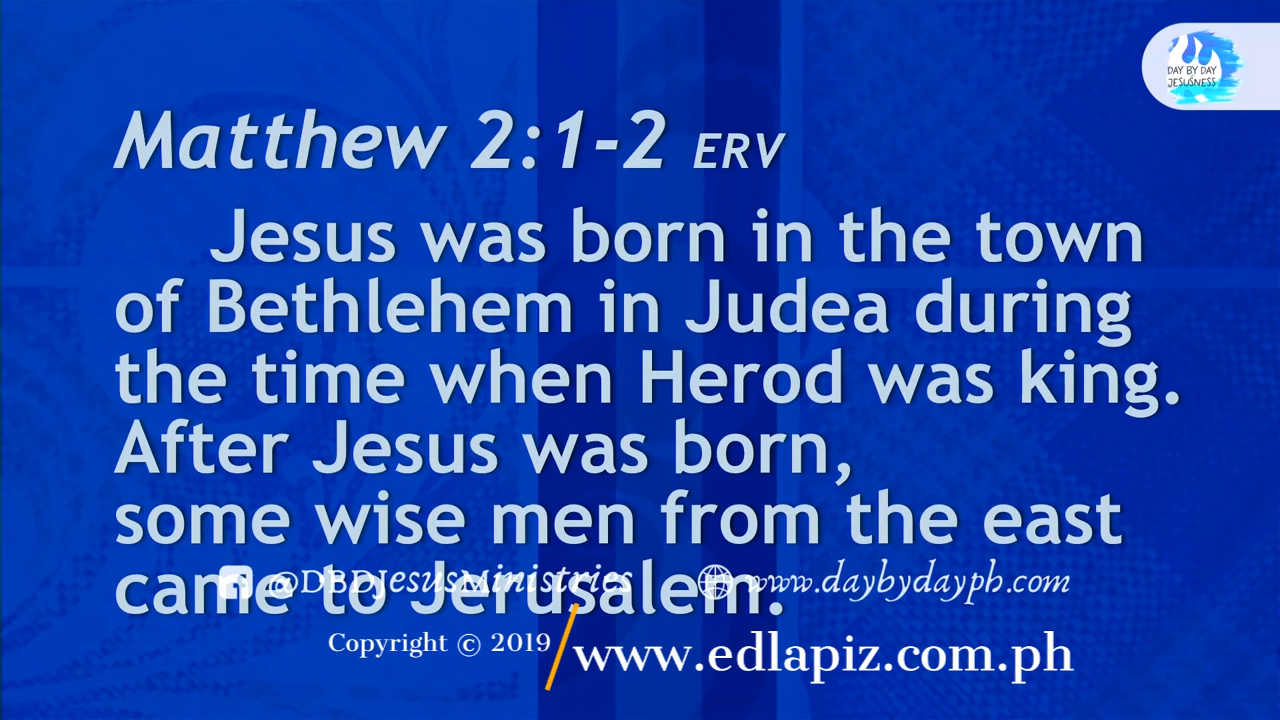 DAY BY DAY
JESUSNESS
Matthew 2:1-2 ERV
Jesus was born in the town
of Bethlehem in Judea during
the time when Herod was king.
After Jesus was born,
some wise men from the east
came to Jerusalem.
@DBDJesusMinistries www.daybydayph.com
Copyright © 2019 www.edlapiz.com.ph